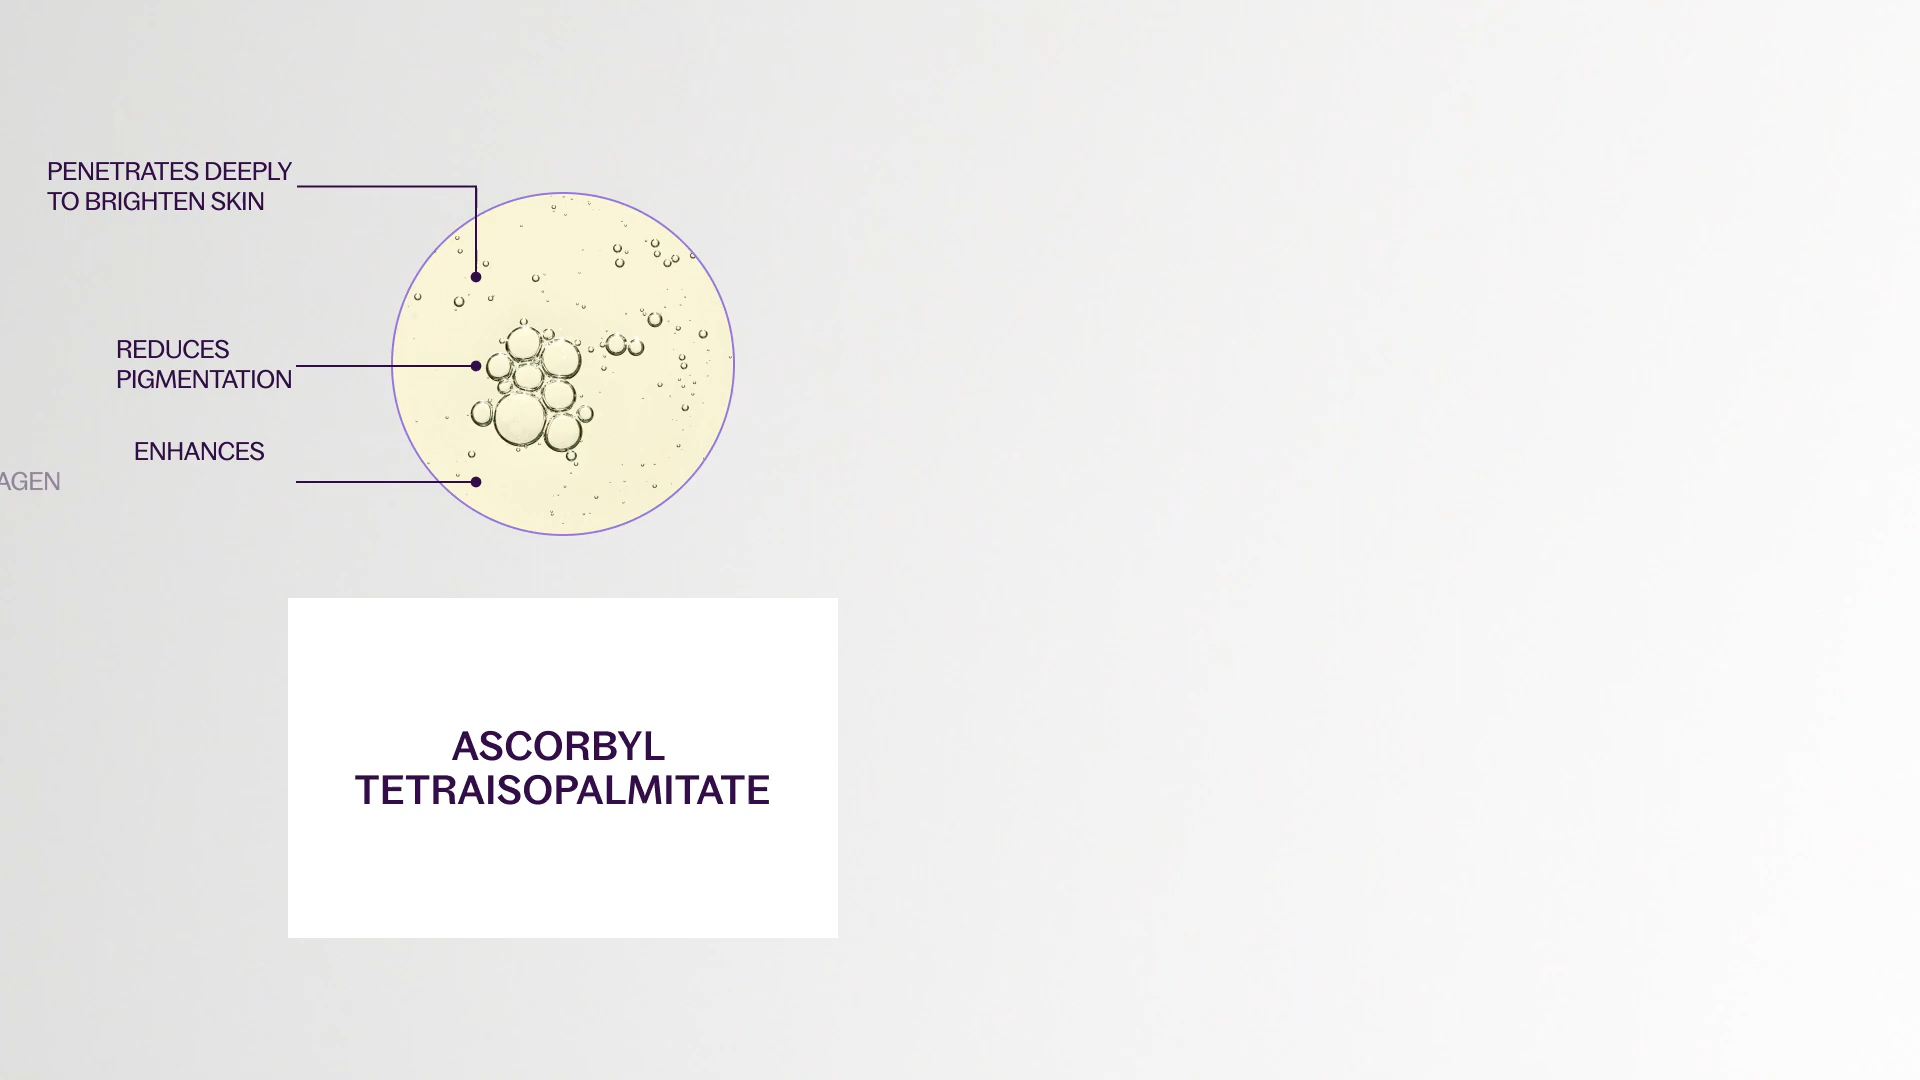 PENETRATES DEEPLY
TO BRIGHTEN SKIN
REDUCES
PIGMENTATION
ENHANCES
AGEN
ASCORBYL
TETRAISOPALMITATE